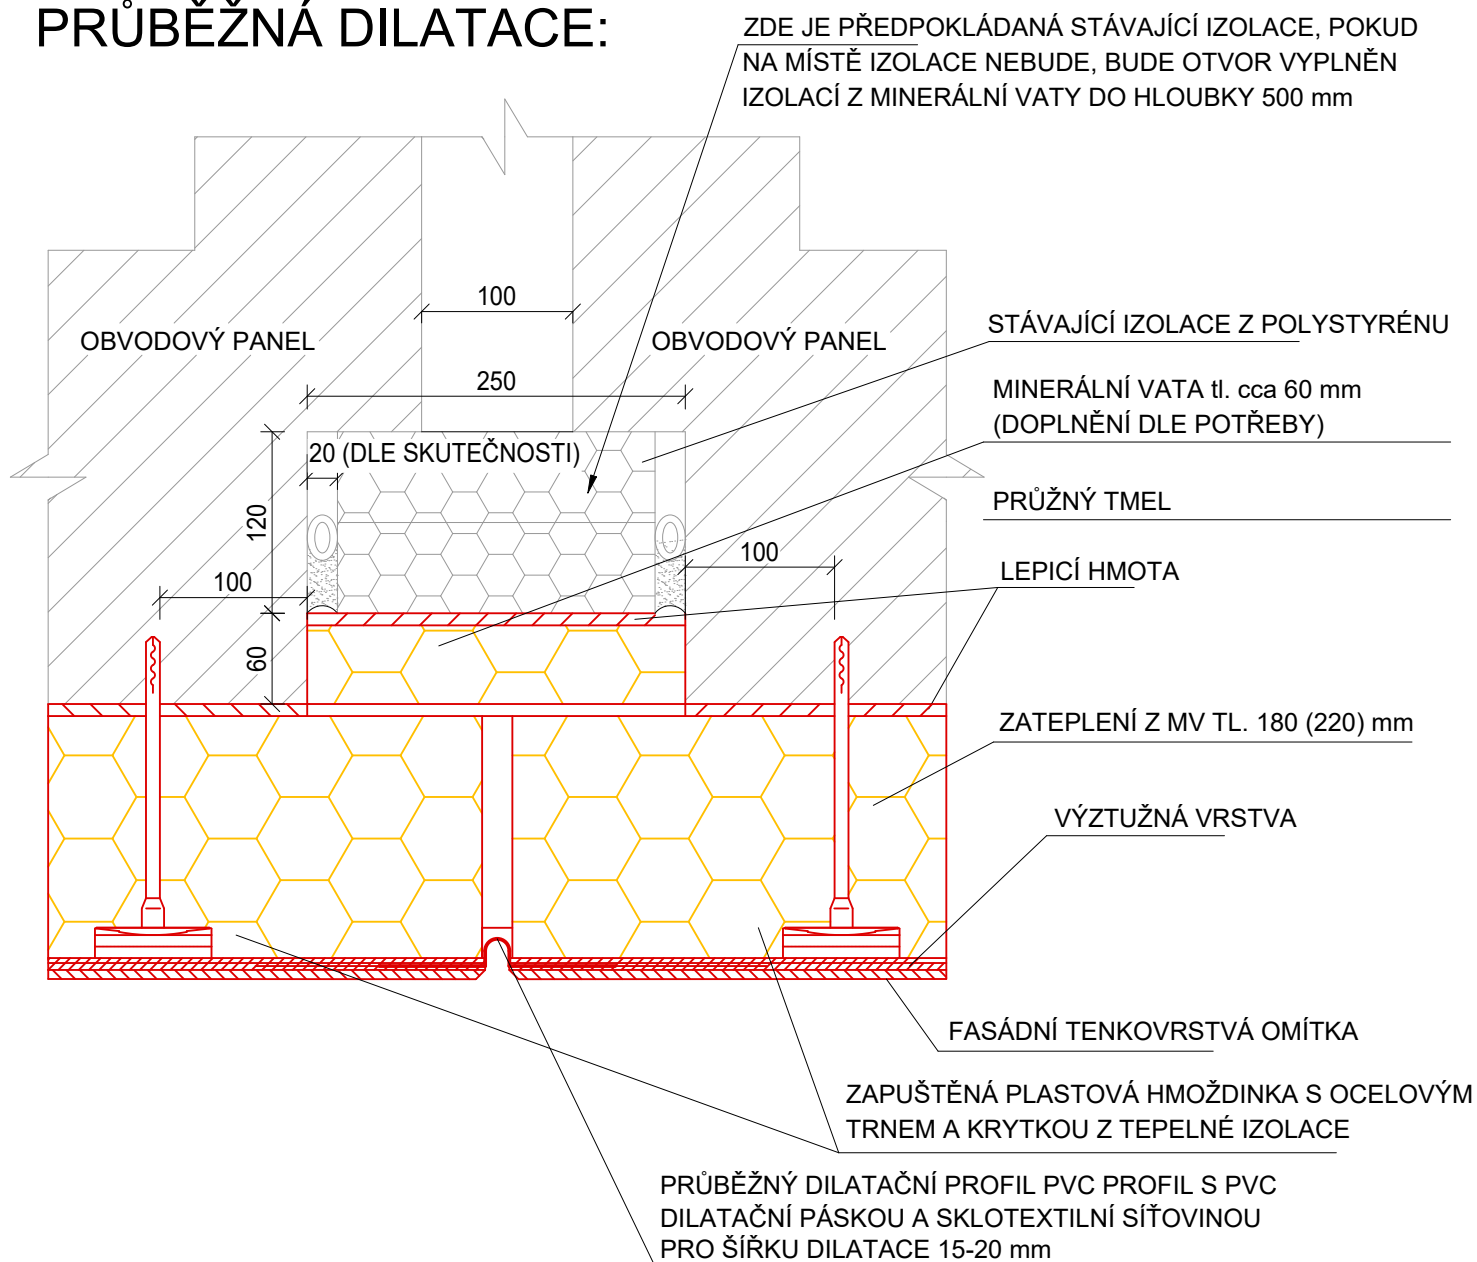 PRŮBĚŽNÁ DILATACE:
ZDE JE PŘEDPOKLÁDANÁ STÁVAJÍCÍ IZOLACE, POKUD
NA MÍSTĚ IZOLACE NEBUDE, BUDE OTVOR VYPLNĚN
IZOLACÍ Z MINERÁLNÍ VATY DO HLOUBKY 500 mm
100
OBVODOVÝ PANEL
OBVODOVÝ PANEL
STÁVAJÍCÍ IZOLACE Z POLYSTYRÉNU
250
MINERÁLNÍ VATA tl. cca 60 mm
(DOPLNĚNÍ DLE POTŘEBY)
20 (DLE SKUTEČNOSTI)
PRŮŽNÝ TMEL
120
100
100
LEPICÍ HMOTA
60
ZATEPLENÍ Z MV TL. 180 (220) mm
VÝZTUŽNÁ VRSTVA
FASÁDNÍ TENKOVRSTVÁ OMÍTKA
ZAPUŠTĚNÁ PLASTOVÁ HMOŽDINKA S OCELOVÝM
TRNEM A KRYTKOU Z TEPELNÉ IZOLACE
PRŮBĚŽNÝ DILATAČNÍ PROFIL PVC PROFIL S PVC
DILATAČNÍ PÁSKOU A SKLOTEXTILNÍ SÍŤOVINOU
PRO ŠÍŘKU DILATACE 15-20 mm